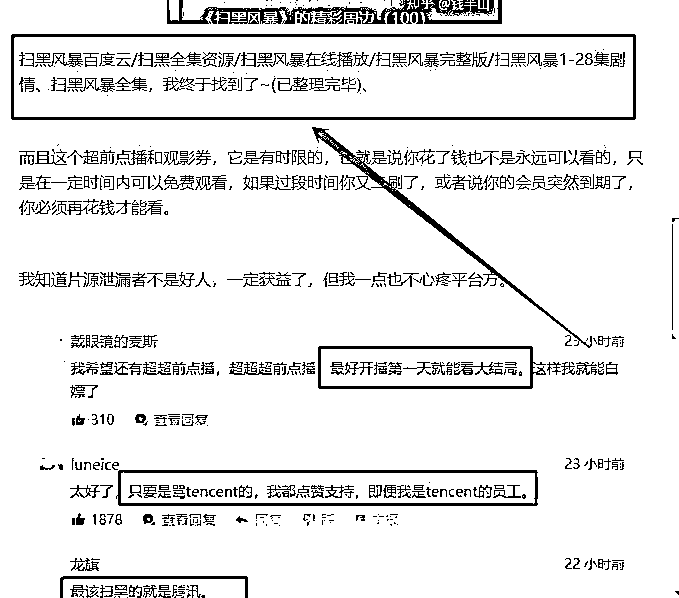 《扫黑风暴》的精彩周边 (100)
知乎 @钱半山
扫黑风暴百度云/扫黑全集资源/扫黑风暴在线播放/扫黑风暴完整版/扫黑风暴1-28集剧
情、扫黑风暴全集，我终于找到了~(已整理完毕)、
而且这个超前点播和观影券，它是有时限的，也就是说你花了钱也不是永远可以看的，只
是在一定时间内可以免费观看，如果过段时间你又二刷了，或者说你的会员突然到期了，
你必须再花钱才能看。
我知道片源泄漏者不是好人，一定获益了，但我一点也不心疼平台方。
戴眼镜的麦斯
23 小时前
我希望还有超超前点播，超超超前点播 最好开播第一天就能看大结局。这样我就能白
嫖了
310 查看回复
funeice
23 小时前
太好了，只要是骂tencent的，我都点赞支持，即便我是tencent的员工。
1878 查看回复 回复 踩 举报
龙旗
22 小时前
最该扫黑的就是腾讯。